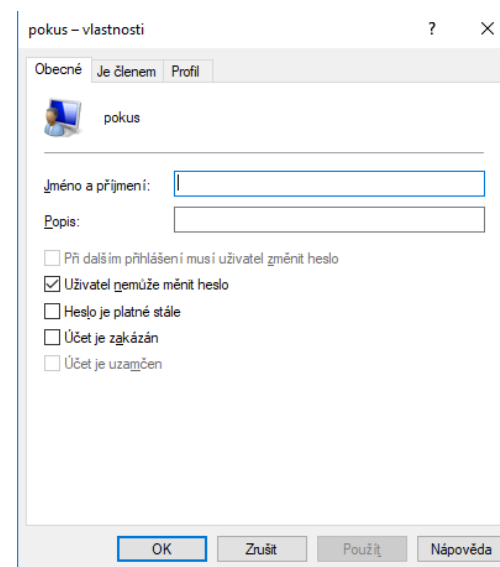 pokus – vlastnosti ? ×
Obecné Je členem Profil
pokus
Jméno a příjmení:
Popis:
Při dalším přihlášení musí uživatel změnit heslo
Uživatel nemůže měnit heslo
Heslo je platné stále
Účet je zakázán
Účet je uzamčen
OK Zrušit Použít Nápověda